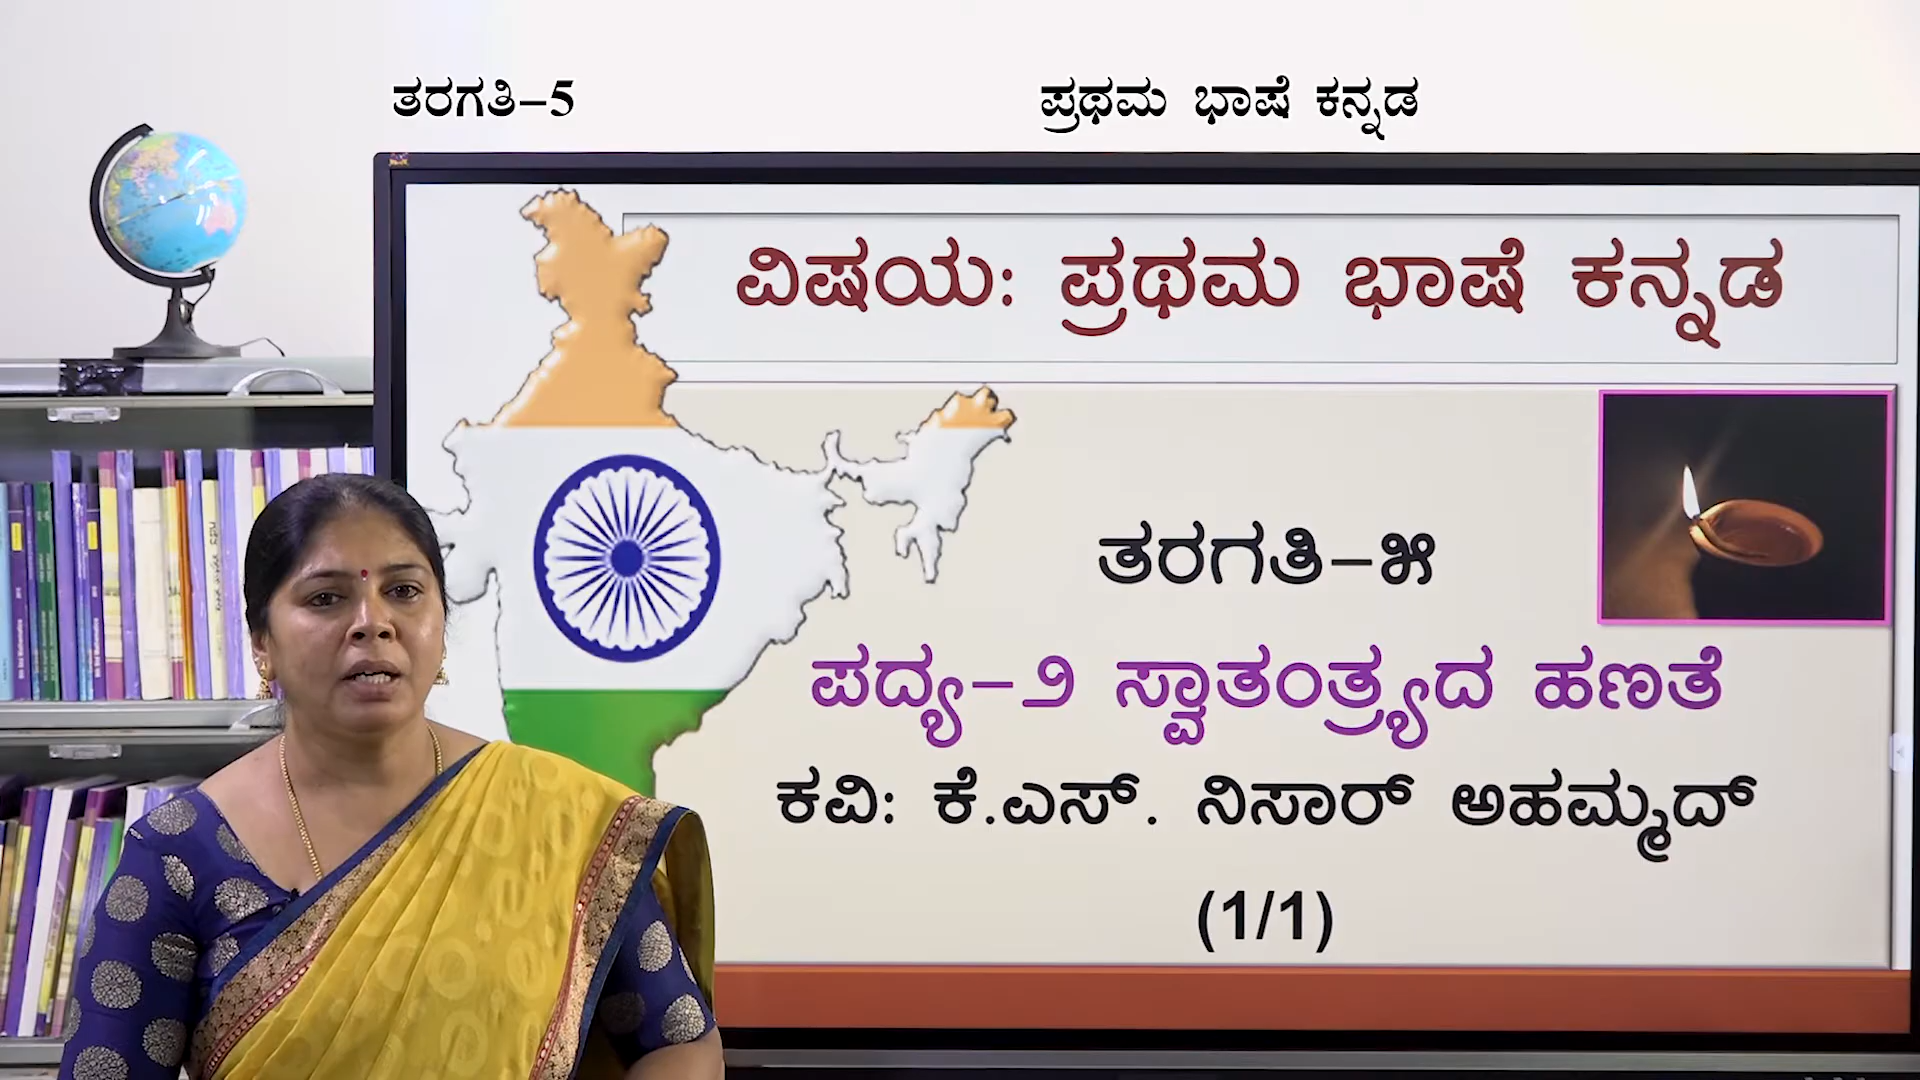 ತರಗತಿ–5
ಪ್ರಥಮ ಭಾಷೆ ಕನ್ನಡ
ವಿಷಯ: ಪ್ರಥಮ ಭಾಷೆ ಕನ್ನಡ
ತರಗತಿ–೫
ಪದ್ಯ–೨ ಸ್ವಾತಂತ್ರ್ಯದ ಹಣತೆ
ಕವಿ: ಕೆ.ಎಸ್. ನಿಸಾರ್ ಅಹಮ್ಮದ್
(1/1)